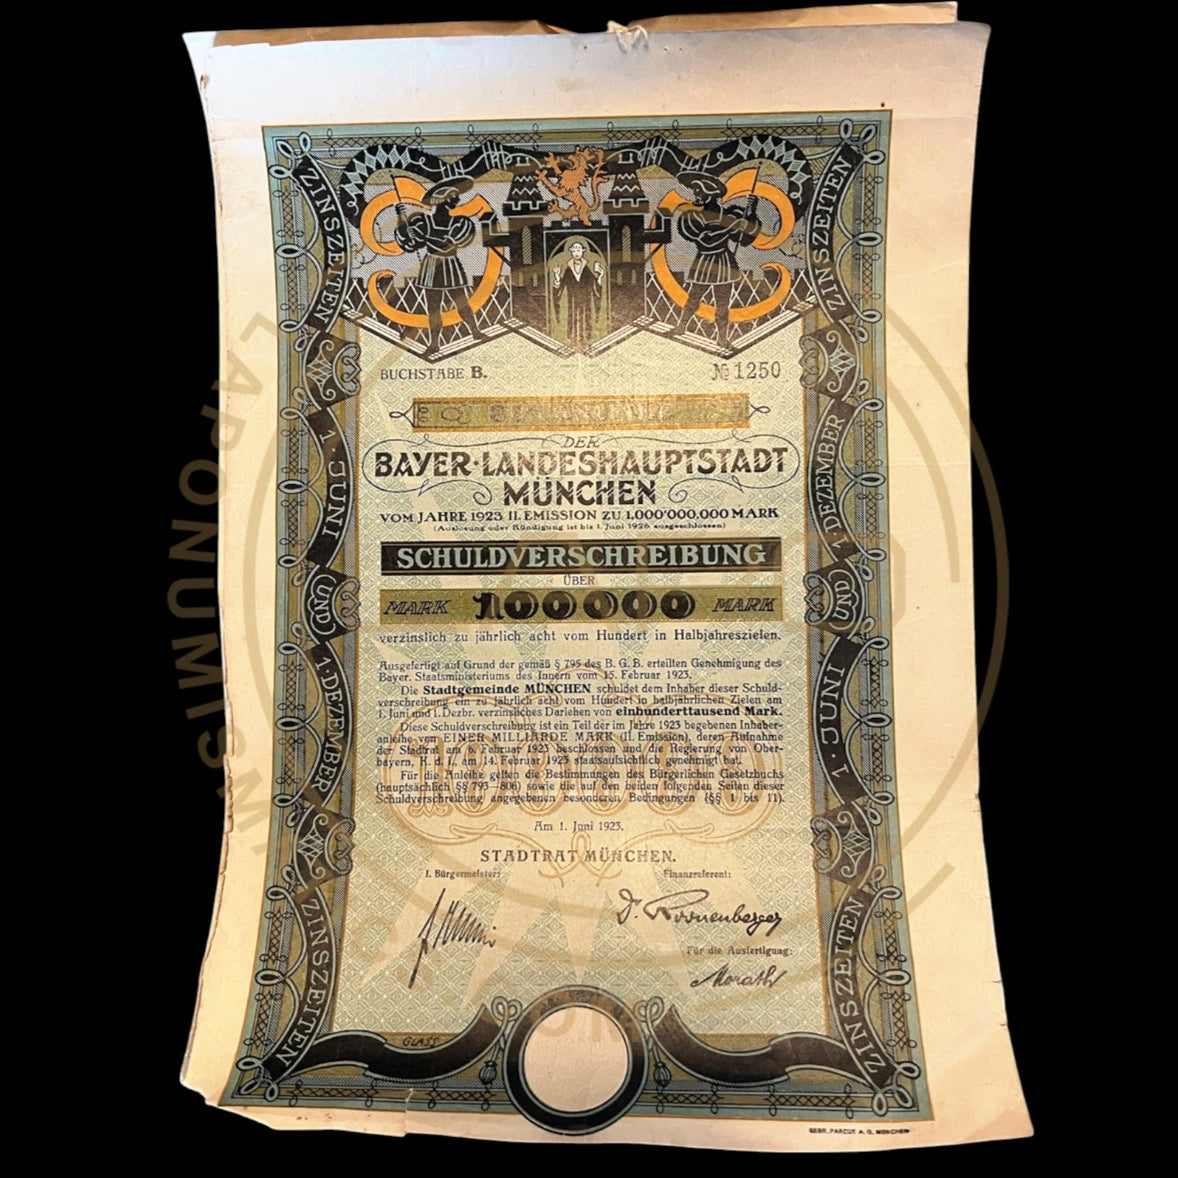 BUCHSTABE B.
№ 1250
DER
BAYER·LANDESHAUPTSTADT
MÜNCHEN
VOM JAHRE 1923 II. EMISSION ZU 1,000'000,000 MARK
(Auslosung oder Kündigung ist bis 1. Juni 1926 ausgeschlossen)
SCHULDVERSCHREIBUNG
ÜBER
MARK 100000 MARK
verzinslich zu jährlich acht vom Hundert in Halbjahreszielen.
Ausgefertigt auf Grund der gemäß § 795 des B. G. B. erteilten Genehmigung des
Bayer. Staatsministeriums des Innern vom 15. Februar 1923.
Die Stadtgemeinde MÜNCHEN schuldet dem Inhaber dieser Schuld-
verschreibung ein zu jährlich acht vom Hundert in halbjährlichen Zielen am
1. Juni und 1. Dezbr. verzinsliches Darlehen von einhunderttausend Mark.
Diese Schuldverschreibung ist ein Teil der im Jahre 1923 begebenen Inhaber-
anleihe von EINER MILLIARDE MARK (II. Emission), deren Aufnahme
der Stadtrat am 6. Februar 1923 beschlossen und die Regierung von Ober-
bayern, K. d. I., am 14. Februar 1923 staatsaufsichtlich genehmigt hat.
Für die Anleihe gelten die Bestimmungen des Bürgerlichen Gesetzbuchs
(hauptsächlich §§ 793—806) sowie die auf den beiden folgenden Seiten dieser
Schuldverschreibung angegebenen besonderen Bedingungen (§§ 1 bis 11).
100000
Am 1. Juni 1923.
STADTRAT MÜNCHEN.
I. Bürgermeister:
Finanzreferent:
Für die Ausfertigung:
Morath
ZINSZEITEN
1. JUNI
UND
1. DEZEMBER
ZINSZEITEN
ZINSZEITEN
1. DEZEMBER
UND
1. JUNI
ZINSZEITEN
GLASS
GEBR. PARCUS A. G. MÜNCHEN
LAPONUMISM